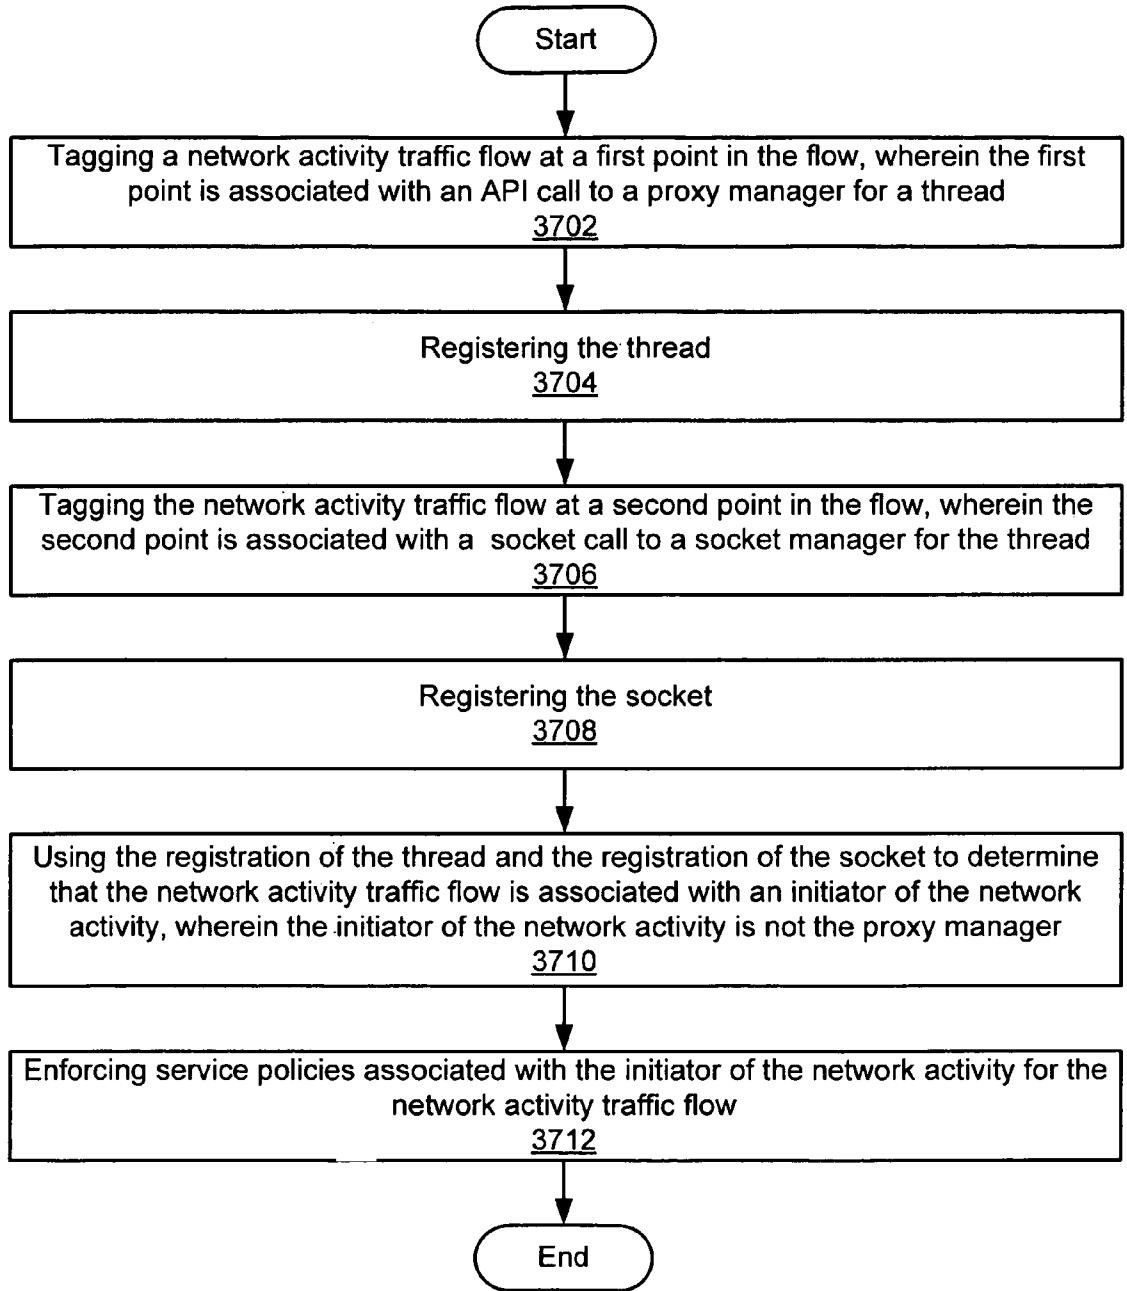 Start
Tagging a network activity traffic flow at a first point in the flow, wherein the first
point is associated with an API call to a proxy manager for a thread
3702
Registering the thread
3704
Tagging the network activity traffic flow at a second point in the flow, wherein the
second point is associated with a socket call to a socket manager for the thread
3706
Registering the socket
3708
Using the registration of the thread and the registration of the socket to determine
that the network activity traffic flow is associated with an initiator of the network
activity, wherein the initiator of the network activity is not the proxy manager
3710
Enforcing service policies associated with the initiator of the network activity for the
network activity traffic flow
3712
End